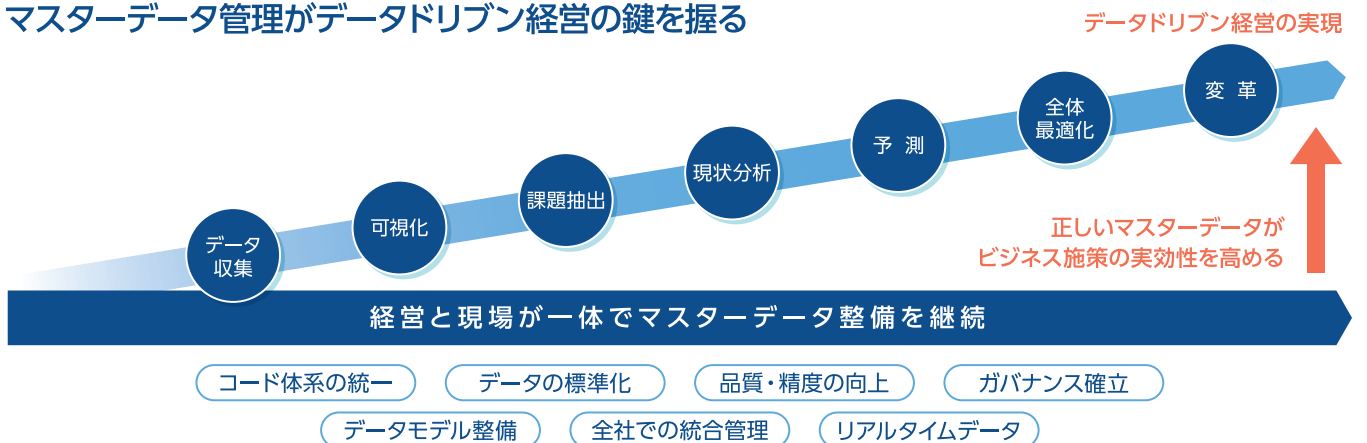 マスターデータ管理がデータドリブン経営の鍵を握る
データドリブン経営の実現
データ
収集
可視化
課題抽出
現状分析
予 測
全体
最適化
変 革
正しいマスターデータが
ビジネス施策の実効性を高める
経営と現場が一体でマスターデータ整備を継続
コード体系の統一
データの標準化
品質・精度の向上
ガバナンス確立
データモデル整備
全社での統合管理
リアルタイムデータ